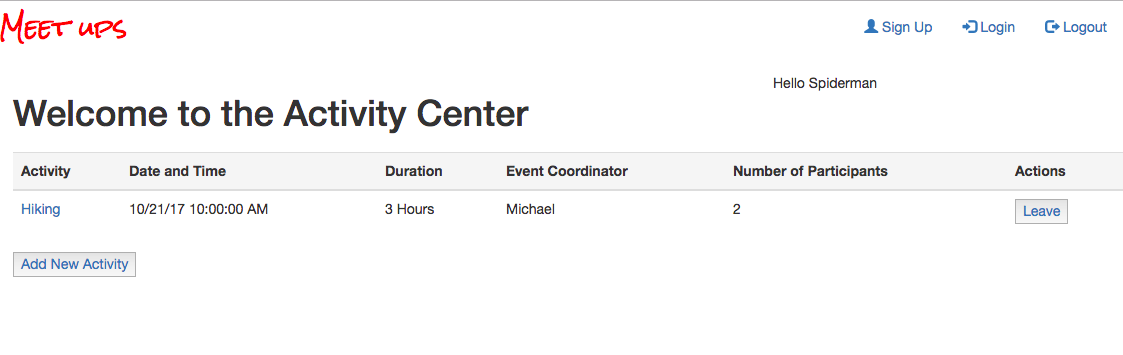 Meet ups
Sign Up Login Logout
Hello Spiderman
Welcome to the Activity Center
Activity Date and Time Duration Event Coordinator Number of Participants Actions
Hiking 10/21/17 10:00:00 AM 3 Hours Michael 2 Leave
Add New Activity